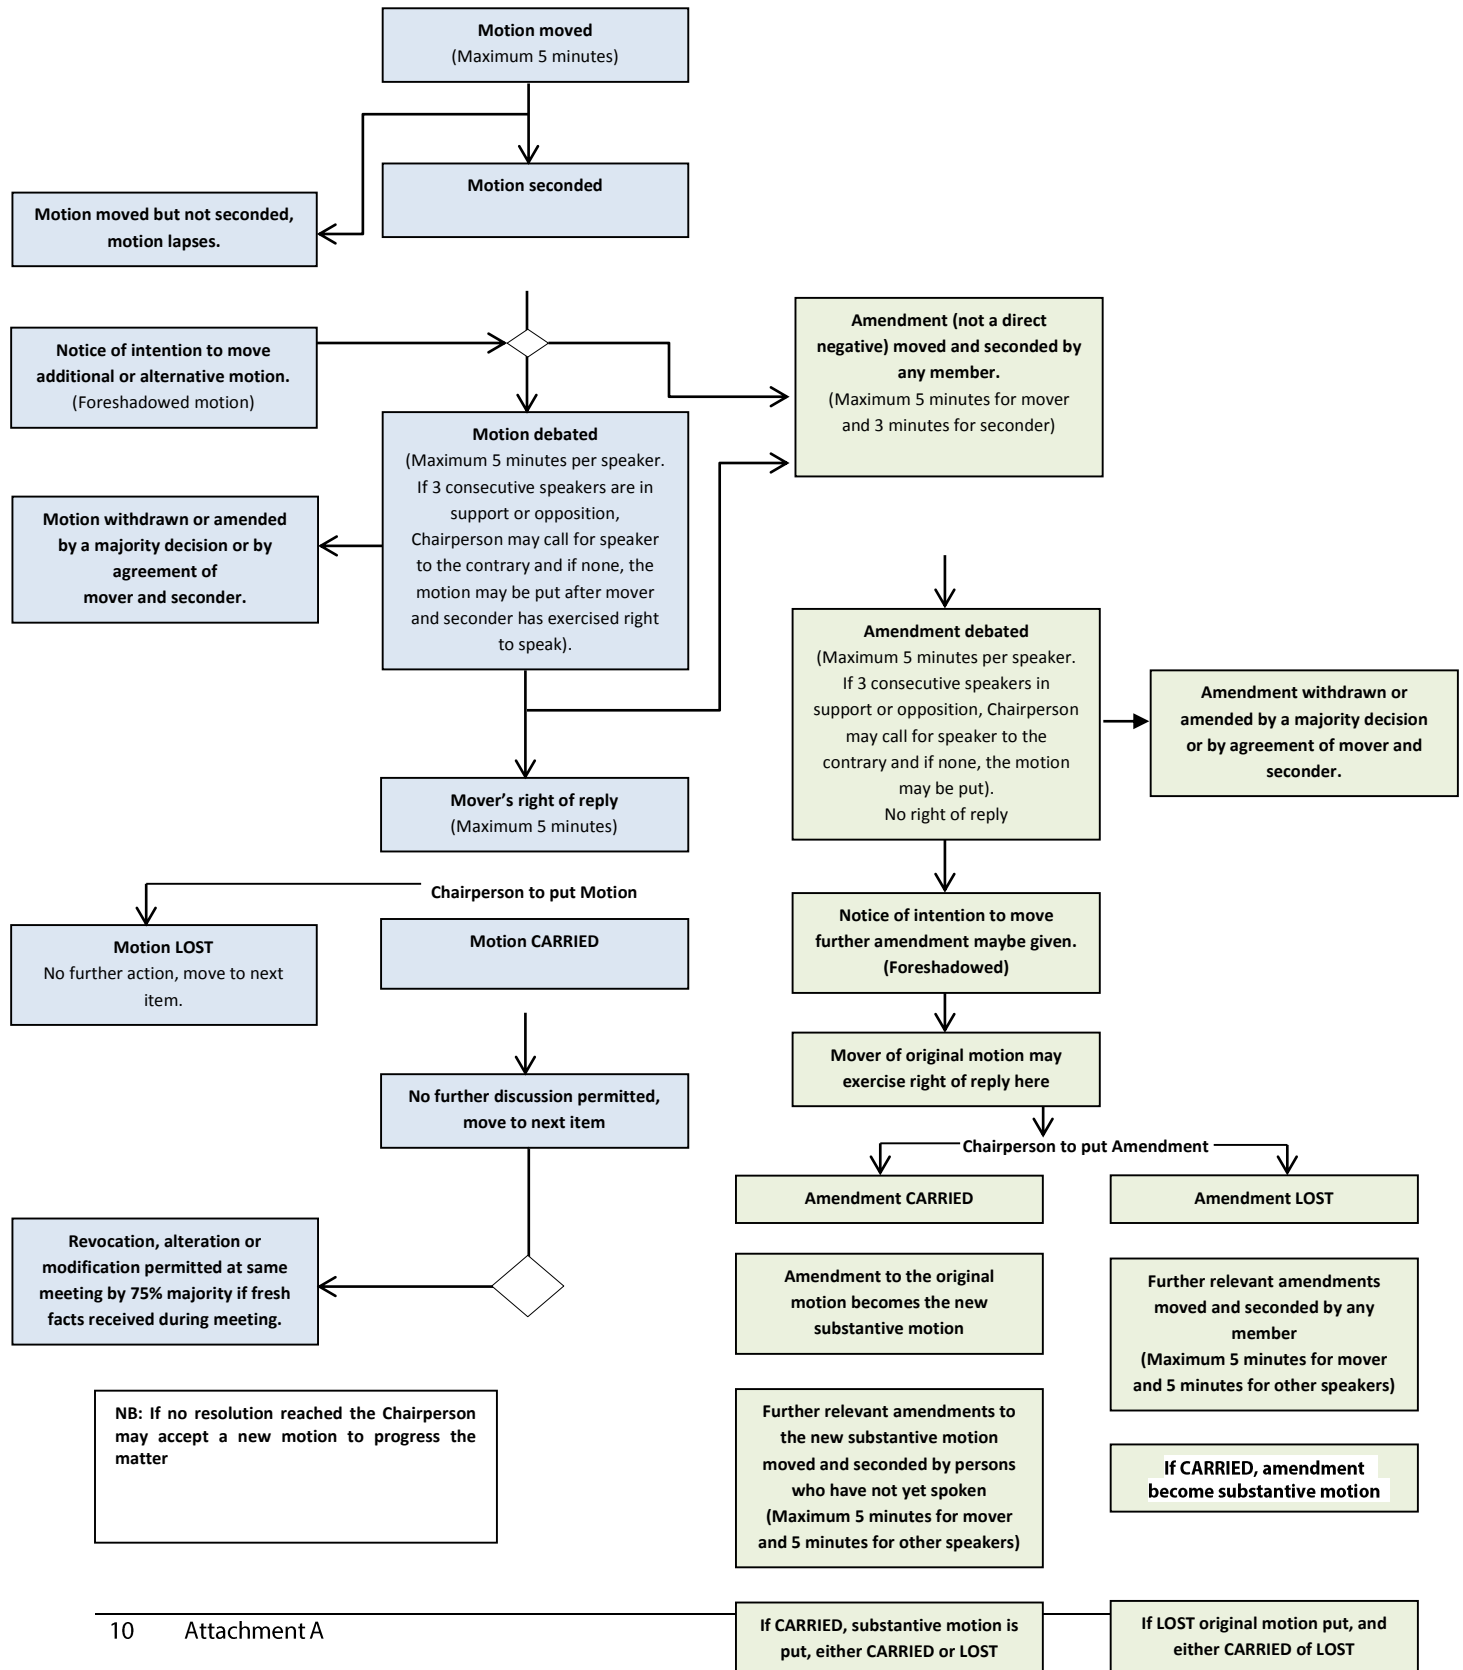 Motion moved
(Maximum 5 minutes)
Motion seconded
Motion moved but not seconded,
motion lapses.
Notice of intention to move
additional or alternative motion.
(Foreshadowed motion)
Amendment (not a direct
negative) moved and seconded by
any member.
(Maximum 5 minutes for mover
and 3 minutes for seconder)
Motion debated
(Maximum 5 minutes per speaker.
If 3 consecutive speakers are in
support or opposition,
Chairperson may call for speaker
to the contrary and if none, the
motion may be put after mover
and seconder has exercised right
to speak).
Motion withdrawn or amended
by a majority decision or by
agreement of
mover and seconder.
Amendment debated
(Maximum 5 minutes per speaker.
If 3 consecutive speakers in
support or opposition, Chairperson
may call for speaker to the
contrary and if none, the motion
may be put).
No right of reply
Amendment withdrawn or
amended by a majority decision
or by agreement of mover and
seconder.
Mover’s right of reply
(Maximum 5 minutes)
Chairperson to put Motion
Motion LOST
No further action, move to next
item.
Motion CARRIED
Notice of intention to move
further amendment maybe given.
(Foreshadowed)
Mover of original motion may
exercise right of reply here
No further discussion permitted,
move to next item
Chairperson to put Amendment
Amendment CARRIED
Amendment LOST
Revocation, alteration or
modification permitted at same
meeting by 75% majority if fresh
facts received during meeting.
Amendment to the original
motion becomes the new
substantive motion
Further relevant amendments
moved and seconded by any
member
(Maximum 5 minutes for mover
and 5 minutes for other speakers)
NB: If no resolution reached the Chairperson
may accept a new motion to progress the
matter
Further relevant amendments to
the new substantive motion
moved and seconded by persons
who have not yet spoken
(Maximum 5 minutes for mover
and 5 minutes for other speakers)
If CARRIED, amendment
become substantive motion
If CARRIED, substantive motion is
put, either CARRIED or LOST
If LOST original motion put, and
either CARRIED of LOST
10 Attachment A